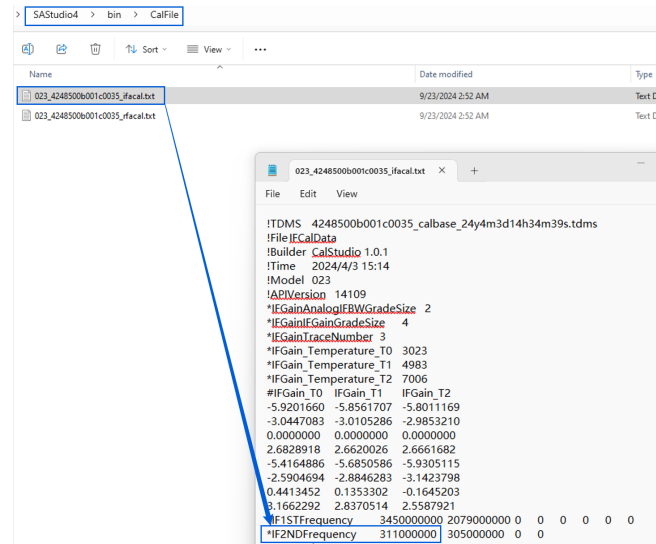 > SAStudio4 > bin > CalFile
Sort View ...
Name Date modified Type
023_4248500b001c0035_ifacal.txt 9/23/2024 2:52 AM Text D
023_4248500b001c0035_rfacal.txt 9/23/2024 2:52 AM Text D
023_4248500b001c0035_ifacal.txt × + —
File Edit View
!TDMS 4248500b001c0035_calbase_24y4m3d14h34m39s.tdms
!File IFCalData
!Builder CalStudio 1.0.1
!Time 2024/4/3 15:14
!Model 023
!APIVersion 14109
*IFGainAnalogIFBWGradeSize 2
*IFGainIFGainGradeSize 4
*IFGainTraceNumber 3
*IFGain_Temperature_T0 3023
*IFGain_Temperature_T1 4983
*IFGain_Temperature_T2 7006
#IFGain_T0 IFGain_T1 IFGain_T2
-5.9201660 -5.8561707 -5.8011169
-3.0447083 -3.0105286 -2.9853210
0.0000000 0.0000000 0.0000000
2.6828918 2.6620026 2.6661682
-5.4164886 -5.6850586 -5.9305115
-2.5904694 -2.8846283 -3.1423798
0.4413452 0.1353302 -0.1645203
3.1662292 2.8370514 2.5587921
*IF1STFrequency 3450000000 2079000000 0 0 0 0 0 0
*IF2NDFrequency 311000000 305000000 0 0